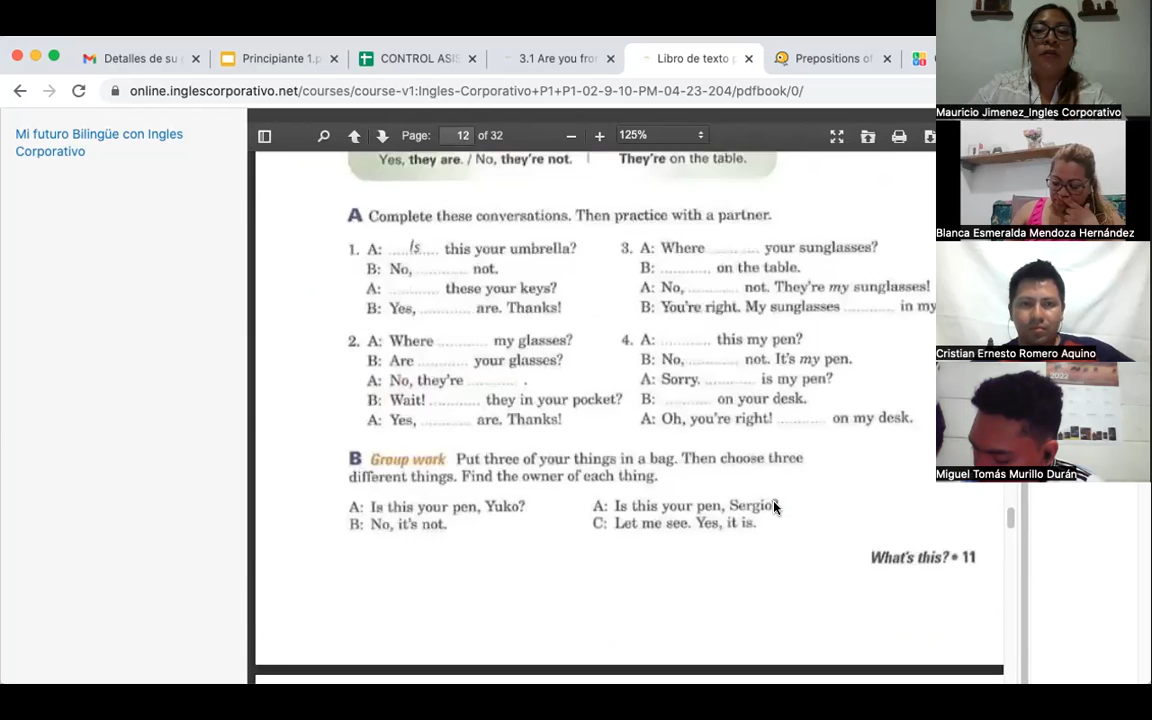 Detalles de su
Principiante 1.p
CONTROL ASIS
3.1 Are you fro
Libro de texto p
Prepositions of
online.inglescorporativo.net/courses/course-v1:Ingles-Corporativo+P1+P1-02-9-10-PM-04-23-204/pdfbook/0/
Mi futuro Bilingüe con Ingles
Corporativo
Page: 12 of 32
125%
Yes, they are. / No, they're not.
They're on the table.
A Complete these conversations. Then practice with a partner.
1. A: ....Is.... this your umbrella?
B: No, .......... not.
A: .......... these your keys?
B: Yes, .......... are. Thanks!
2. A: Where .......... my glasses?
B: Are .......... your glasses?
A: No, they're .......... .
B: Wait! .......... they in your pocket?
A: Yes, .......... are. Thanks!
3. A: Where .......... your sunglasses?
B: .......... on the table.
A: No, .......... not. They're my sunglasses!
B: You're right. My sunglasses .......... in my
4. A: .......... this my pen?
B: No, .......... not. It's my pen.
A: Sorry. .......... is my pen?
B: .......... on your desk.
A: Oh, you're right! .......... on my desk.
B Group work Put three of your things in a bag. Then choose three
different things. Find the owner of each thing.
A: Is this your pen, Yuko?
B: No, it's not.
A: Is this your pen, Sergio
C: Let me see. Yes, it is.
What's this? • 11
Mauricio Jimenez_Ingles Corporativo
Blanca Esmeralda Mendoza Hernández
Cristian Ernesto Romero Aquino
2022
Miguel Tomás Murillo Durán